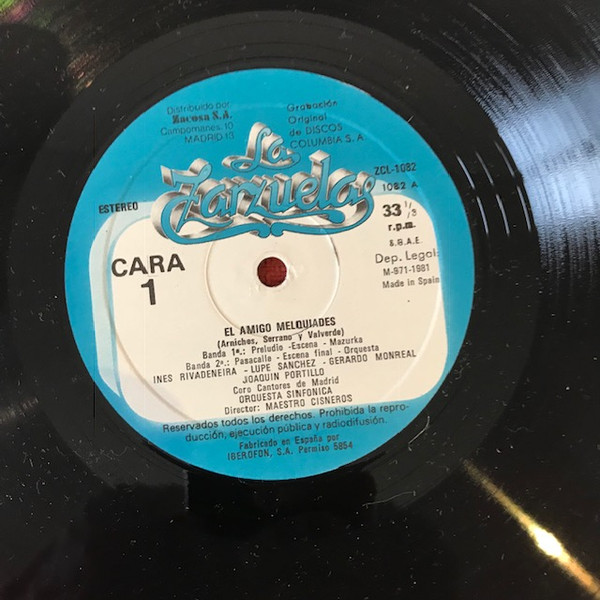 Distribuido por
Zacosa S.A.
Campomanes, 10
MADRID 13
Grabación
Original
de DISCOS
COLUMBIA S.A.
La
Zarzuela
ZCL-1082
1082 A
ESTEREO
33 1/3
r.p.m.
S.G.A.E.
Dep. Legal:
M-971-1981
Made in Spain
CARA
1
EL AMIGO MELQUIADES
(Arniches, Serrano y Valverde)
Banda 1ª.: Preludio - Escena - Mazurka
Banda 2ª.: Pasacalle - Escena final - Orquesta
INES RIVADENEIRA - LUPE SANCHEZ - GERARDO MONREAL
JOAQUIN PORTILLO
Coro Cantores de Madrid
ORQUESTA SINFONICA
Director: MAESTRO CISNEROS
Reservados todos los derechos. Prohibida la repro-
ducción, ejecución pública y radiodifusión.
Fabricado en España por
IBEROFON, S.A. Permiso 5854